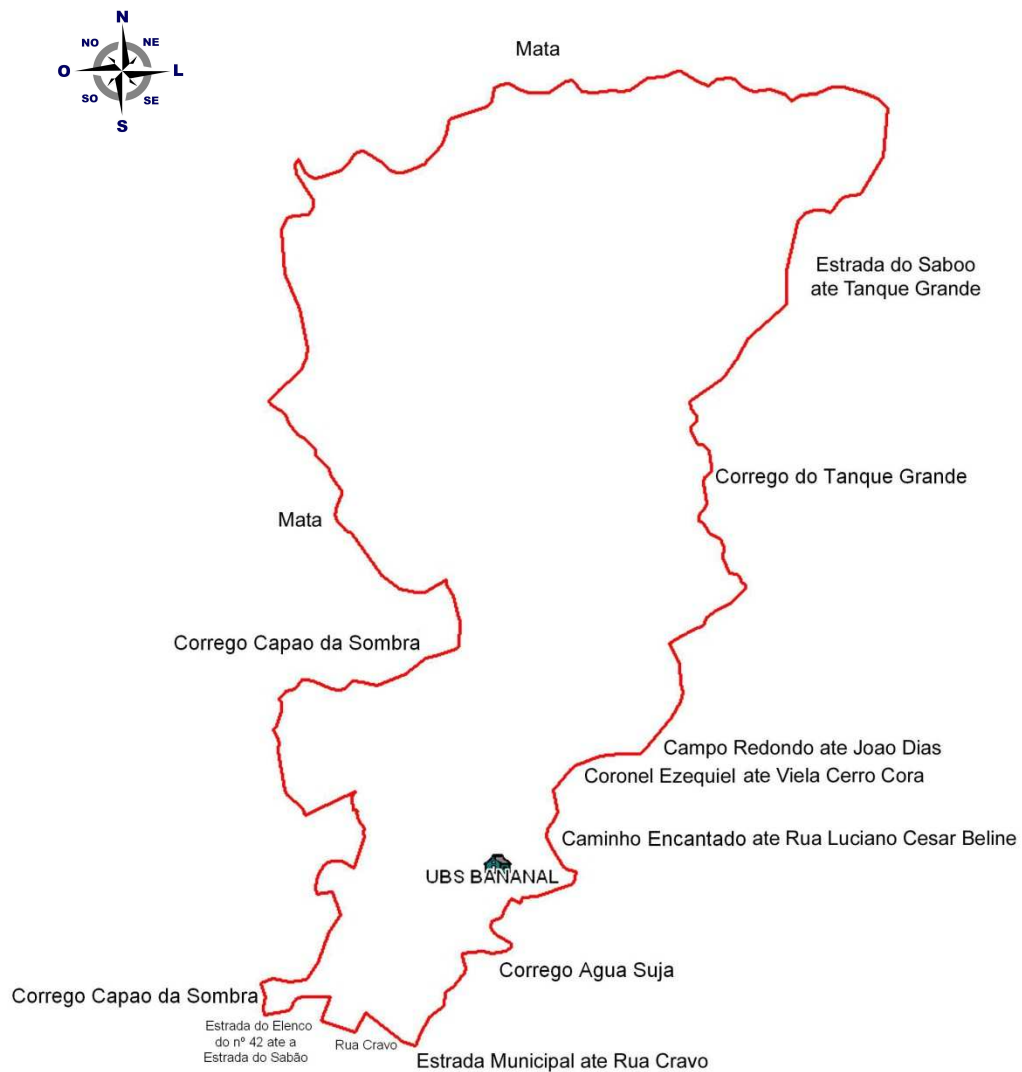 N
NO NE
O L
SO SE
S
Mata
Estrada do Saboo
ate Tanque Grande
Corrego do Tanque Grande
Mata
Corrego Capao da Sombra
Campo Redondo ate Joao Dias
Coronel Ezequiel ate Viela Cerro Cora
Caminho Encantado ate Rua Luciano Cesar Beline
UBS BANANAL
Corrego Agua Suja
Corrego Capao da Sombra
Estrada do Elenco
do nº 42 ate a
Estrada do Sabão
Rua Cravo
Estrada Municipal ate Rua Cravo